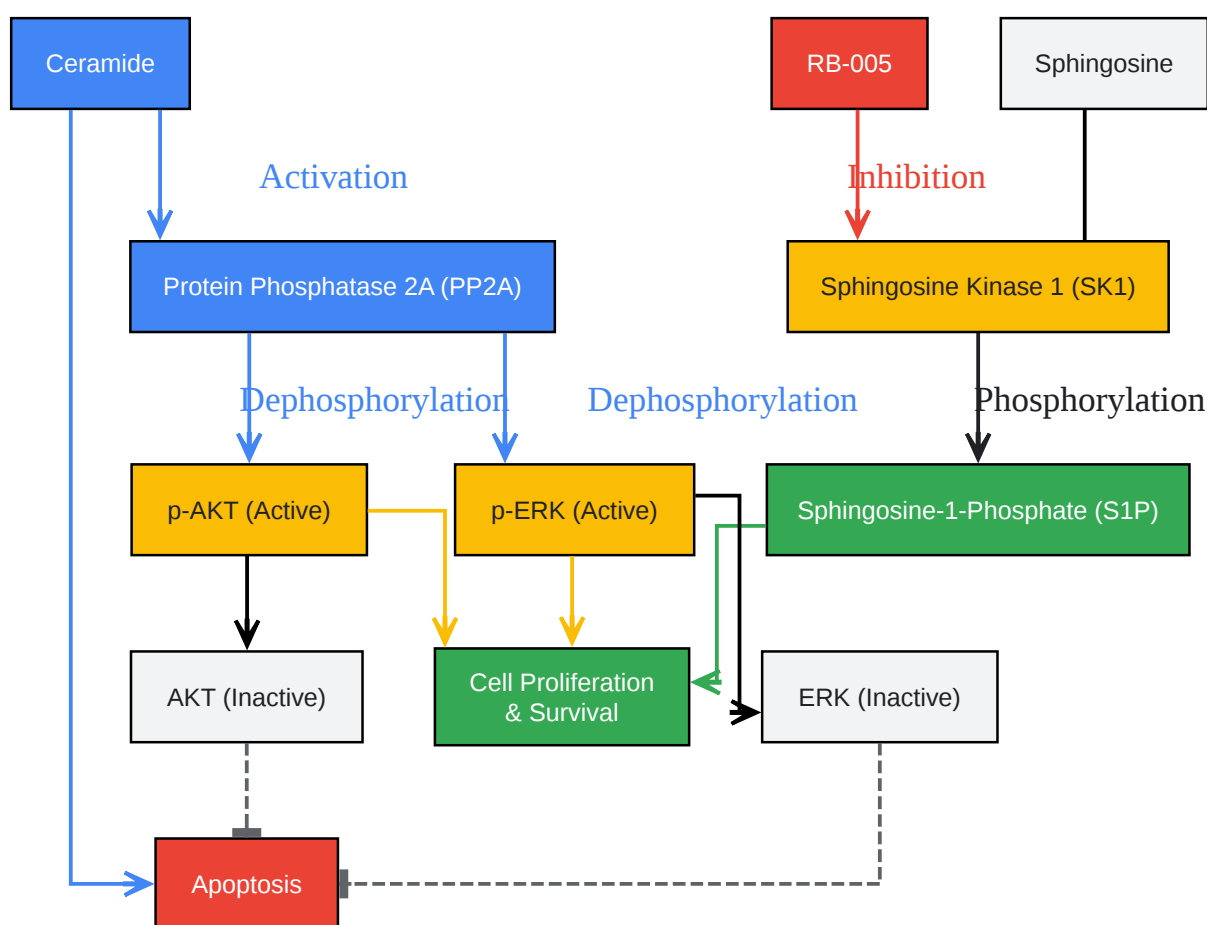 Ceramide
RB-005
Sphingosine
Activation
Inhibition
Protein Phosphatase 2A (PP2A)
Sphingosine Kinase 1 (SK1)
Dephosphorylation
Dephosphorylation
Phosphorylation
p-AKT (Active)
p-ERK (Active)
Sphingosine-1-Phosphate (S1P)
AKT (Inactive)
Cell Proliferation
& Survival
ERK (Inactive)
Apoptosis